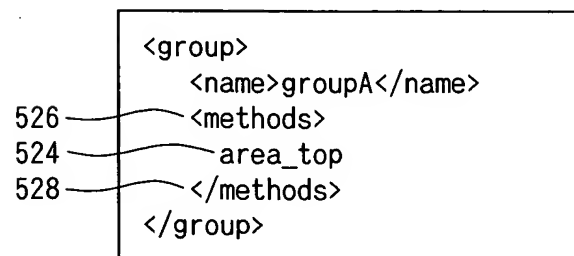 <group>
<name>groupA</name>
526 <methods>
524 area_top
528 </methods>
</group>